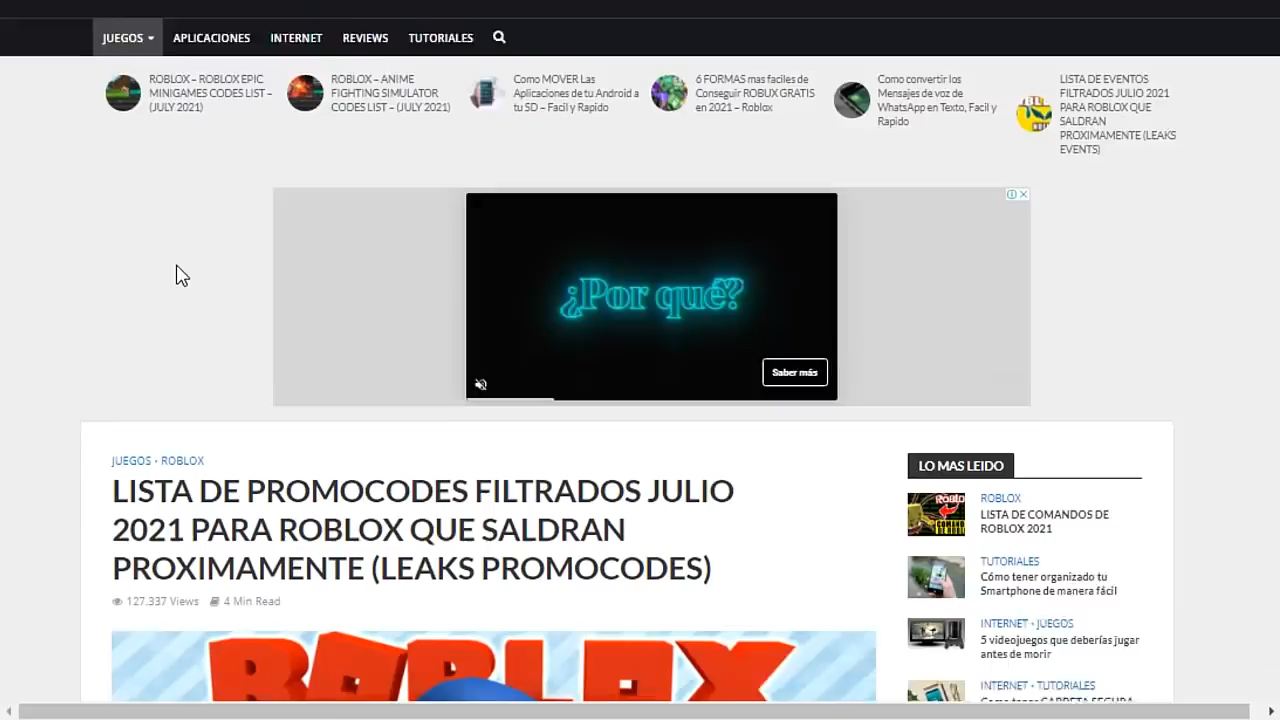 JUEGOS APLICACIONES INTERNET REVIEWS TUTORIALES
ROBLOX – ROBLOX EPIC
MINIGAMES CODES LIST –
(JULY 2021)
ROBLOX – ANIME
FIGHTING SIMULATOR
CODES LIST – (JULY 2021)
Como MOVER Las
Aplicaciones de tu Android a
tu SD – Facil y Rapido
6 FORMAS mas faciles de
Conseguir ROBUX GRATIS
en 2021 – Roblox
Como convertir los
Mensajes de voz de
WhatsApp en Texto, Facil y
Rapido
LISTA DE EVENTOS
FILTRADOS JULIO 2021
PARA ROBLOX QUE
SALDRAN
PROXIMAMENTE (LEAKS
EVENTS)
¿Por qué?
Saber más
JUEGOS • ROBLOX
LISTA DE PROMOCODES FILTRADOS JULIO
2021 PARA ROBLOX QUE SALDRAN
PROXIMAMENTE (LEAKS PROMOCODES)
127.337 Views 4 Min Read
ROBLOX
LO MAS LEIDO
ROBLOX
LISTA DE COMANDOS DE
ROBLOX 2021
TUTORIALES
Cómo tener organizado tu
Smartphone de manera fácil
INTERNET • JUEGOS
5 videojuegos que deberías jugar
antes de morir
INTERNET • TUTORIALES
Como tener CARPETA SEGURA